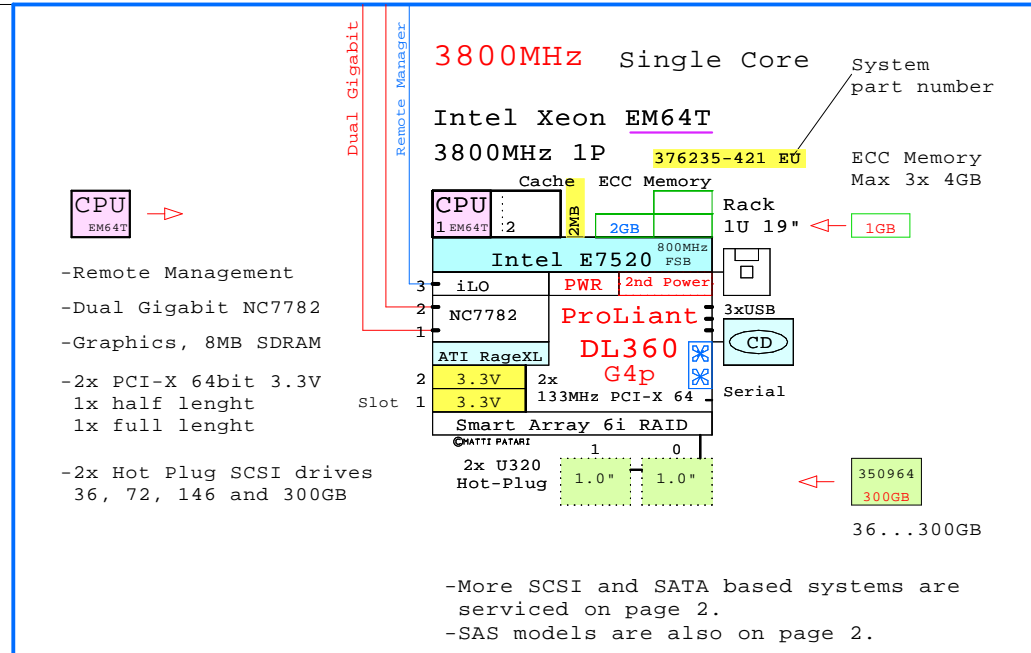 Dual Gigabit
Remote Manager
3800MHz Single Core
System
part number
Intel Xeon EM64T
3800MHz 1P
376235-421 EU
ECC Memory
Max 3x 4GB
Cache ECC Memory
CPU
EM64T
CPU
1 EM64T
2
2MB
2GB
Rack
1U 19"
1GB
Intel E7520
800MHz
FSB
-Remote Management
3
iLO
PWR
2nd Power
-Dual Gigabit NC7782
2
NC7782
1
ProLiant
3xUSB
-Graphics, 8MB SDRAM
ATI RageXL
DL360
G4p
CD
-2x PCI-X 64bit 3.3V
1x half lenght
1x full lenght
2
3.3V
Slot 1
3.3V
2x
133MHz PCI-X 64
Serial
Smart Array 6i RAID
©MATTI PATARI
-2x Hot Plug SCSI drives
36, 72, 146 and 300GB
2x U320
Hot-Plug
1
0
1.0"
1.0"
350964
300GB
36...300GB
-More SCSI and SATA based systems are
serviced on page 2.
-SAS models are also on page 2.